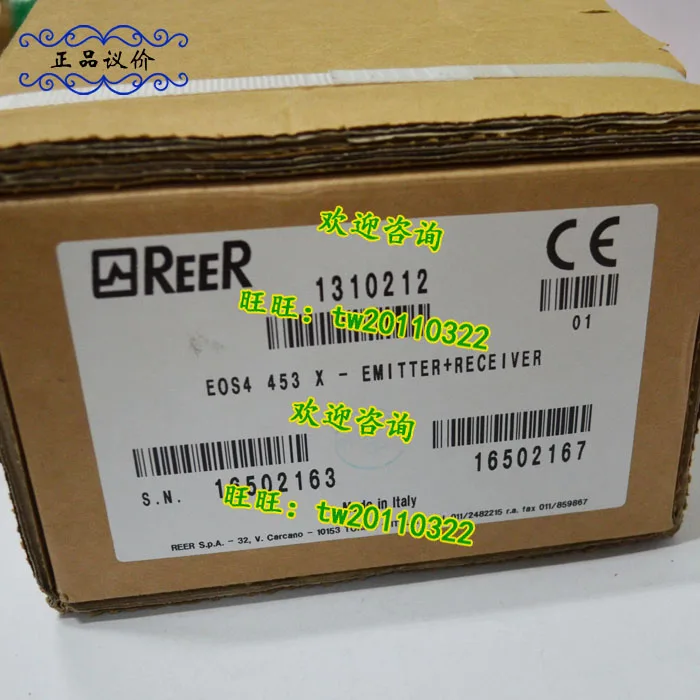 正品议价
欢迎咨询
REER
1310212
CE
旺旺：tw20110322
01
EOS4 453 X - EMITTER+RECEIVER
欢迎咨询
S.N. 16502163
16502167
旺旺：tw20110322
Made in Italy
REER S.p.A. - 32, V. Carcano - 10153 011/2482215 r.a. fax 011/859867